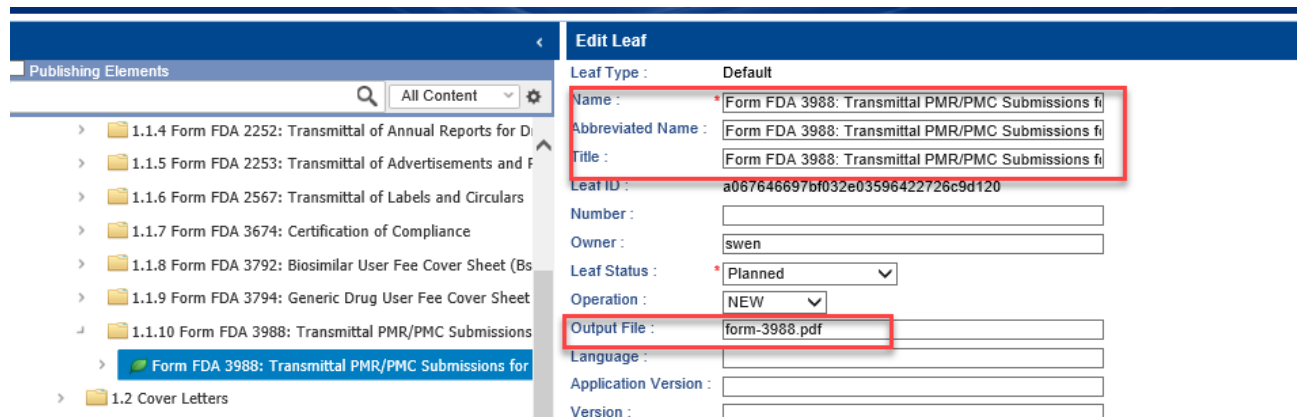 Edit Leaf
Publishing Elements
All Content
1.1.4 Form FDA 2252: Transmittal of Annual Reports for
1.1.5 Form FDA 2253: Transmittal of Advertisements and
1.1.6 Form FDA 2567: Transmittal of Labels and Circulars
1.1.7 Form FDA 3674: Certification of Compliance
1.1.8 Form FDA 3792: Biosimilar User Fee Cover Sheet (Bs
1.1.9 Form FDA 3794: Generic Drug User Fee Cover Sheet
1.1.10 Form FDA 3988: Transmittal PMR/PMC Submissions
Form FDA 3988: Transmittal PMR/PMC Submissions for
1.2 Cover Letters
Leaf Type : Default
Name : * Form FDA 3988: Transmittal PMR/PMC Submissions
Abbreviated Name : Form FDA 3988: Transmittal PMR/PMC Submissions
Title : Form FDA 3988: Transmittal PMR/PMC Submissions
Leaf ID : a067646697bf032e03596422726c9d120
Number :
Owner : swen
Leaf Status : * Planned
Operation : NEW
Output File : form-3988.pdf
Language :
Application Version :
Version :